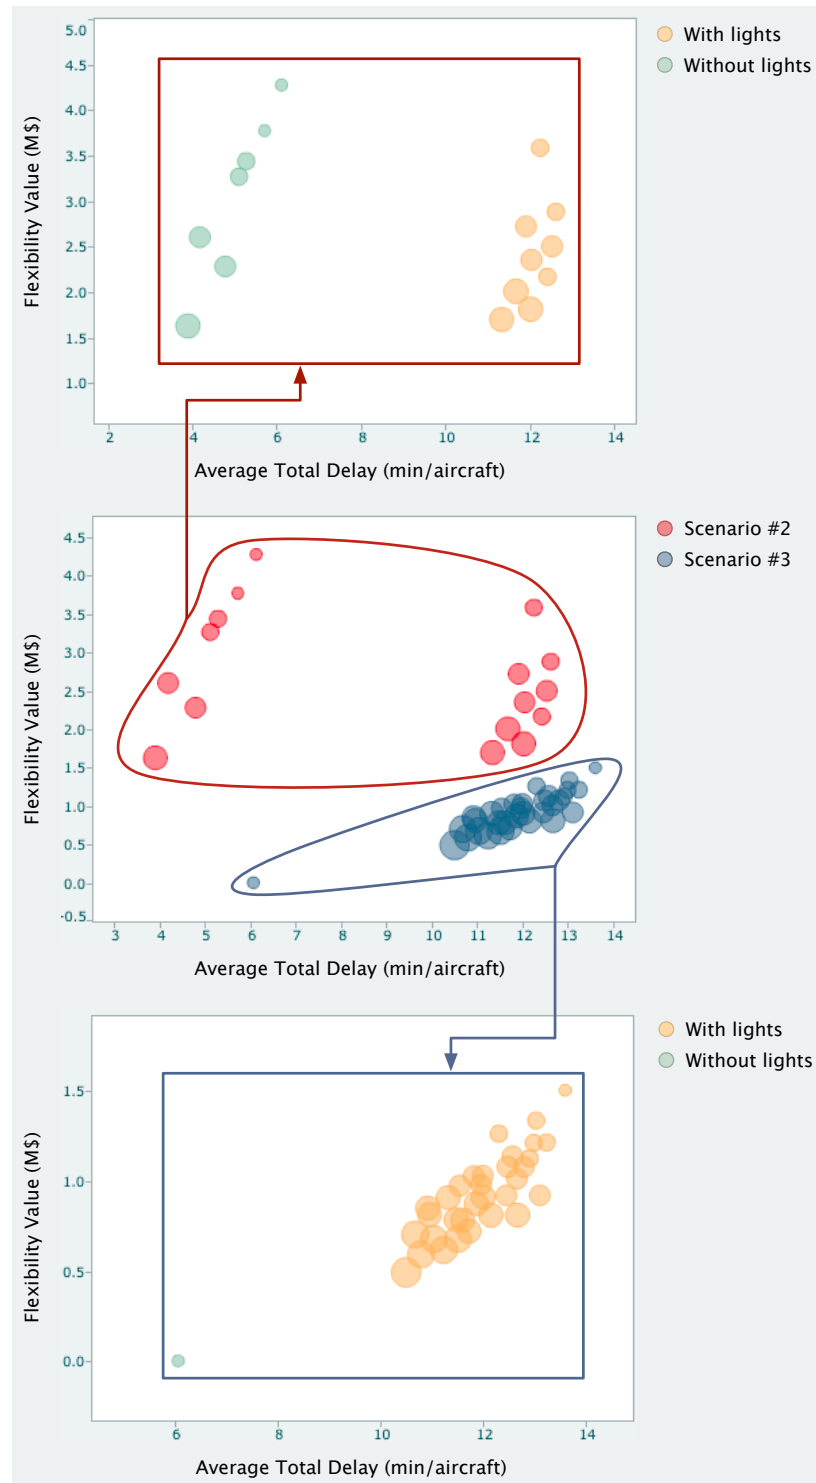 With lights
Without lights
Flexibility Value (M$)
5.0
4.5
4.0
3.5
3.0
2.5
2.0
1.5
1.0
2 4 6 8 10 12 14
Average Total Delay (min/aircraft)
Scenario #2
Scenario #3
Flexibility Value (M$)
4.5
4.0
3.5
3.0
2.5
2.0
1.5
1.0
0.5
0.0
-0.5
3 4 5 6 7 8 9 10 11 12 13 14
Average Total Delay (min/aircraft)
With lights
Without lights
Flexibility Value (M$)
1.5
1.0
0.5
0.0
6 8 10 12 14
Average Total Delay (min/aircraft)